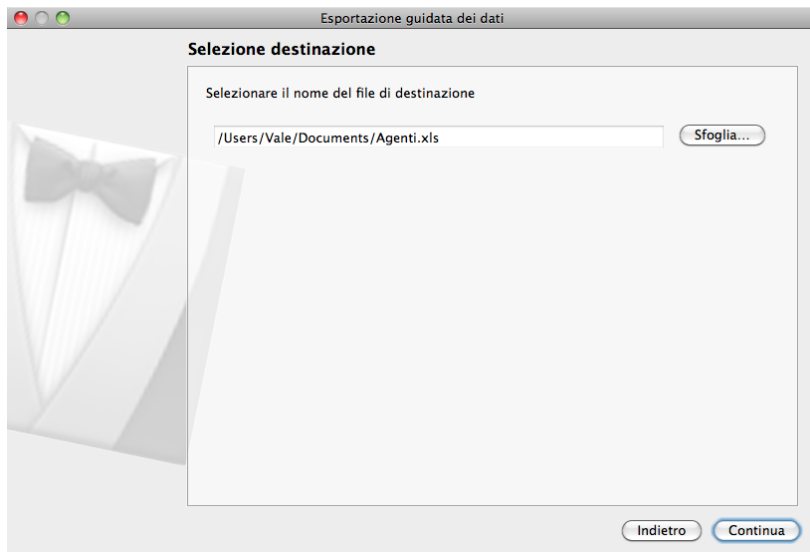 Esportazione guidata dei dati
Selezione destinazione
Selezionare il nome del file di destinazione
/Users/Vale/Documents/Agenti.xls
Sfoglia...
Indietro
Continua